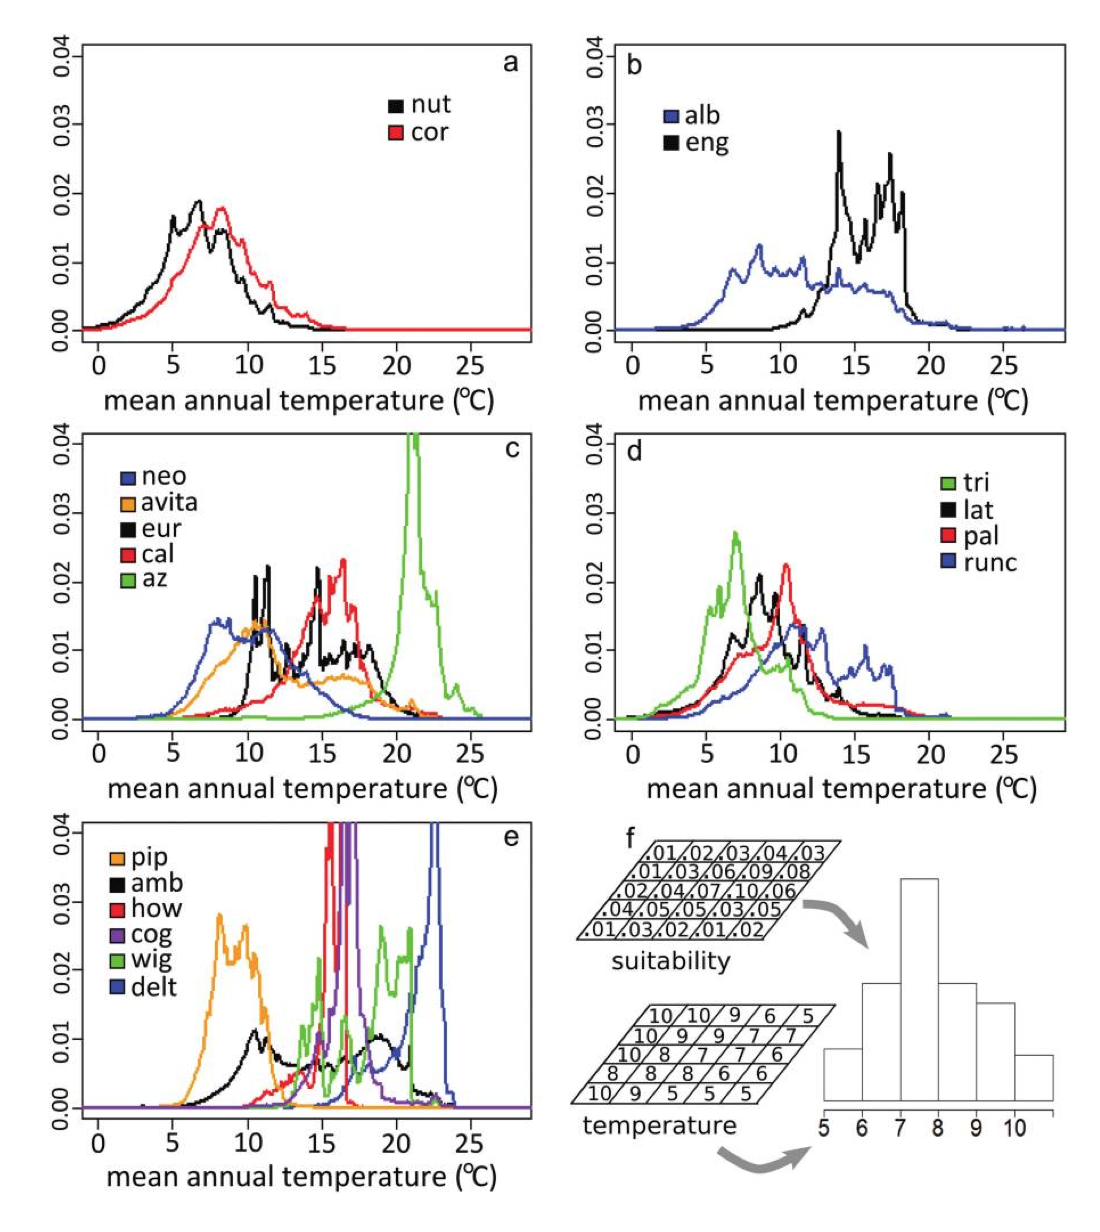 0.00 0.01 0.02 0.03 0.04
a
nut
cor
0 5 10 15 20 25
mean annual temperature (°C)
0.00 0.01 0.02 0.03 0.04
b
alb
eng
0 5 10 15 20 25
mean annual temperature (°C)
0.00 0.01 0.02 0.03 0.04
c
neo
avita
eur
cal
az
0 5 10 15 20 25
mean annual temperature (°C)
0.00 0.01 0.02 0.03 0.04
d
tri
lat
pal
runc
0 5 10 15 20 25
mean annual temperature (°C)
0.00 0.01 0.02 0.03 0.04
e
pip
amb
how
cog
wig
delt
0 5 10 15 20 25
mean annual temperature (°C)
f
.01 .02 .03 .04 .03
.01 .03 .06 .09 .08
.02 .04 .07 .10 .06
.04 .05 .05 .03 .05
.01 .03 .02 .01 .02
suitability
10 10 9 6 5
10 9 9 7 7
10 8 7 7 6
8 8 8 6 6
10 9 5 5 5
temperature
5 6 7 8 9 10